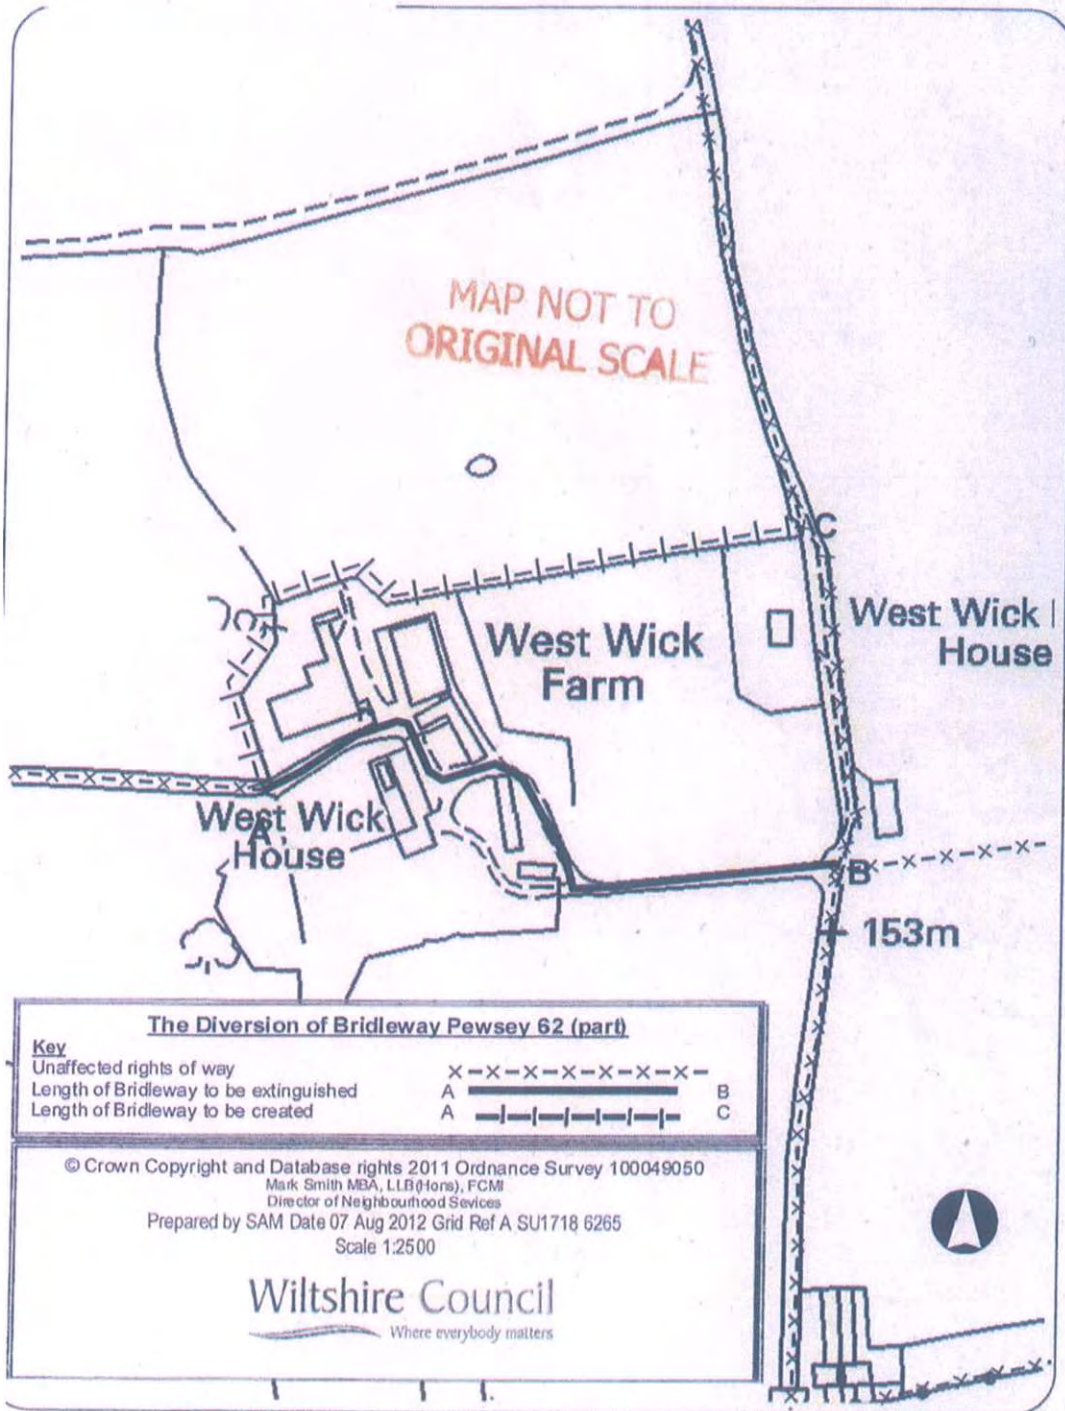 MAP NOT TO
ORIGINAL SCALE
C
West Wick
Farm
West Wick
House
West Wick
House
A
B
153m
The Diversion of Bridleway Pewsey 62 (part)
Key
Unaffected rights of way
Length of Bridleway to be extinguished A B
Length of Bridleway to be created A C
© Crown Copyright and Database rights 2011 Ordnance Survey 100049050
Mark Smith MBA, LLB(Hons), FCMI
Director of Neighbourhood Sevices
Prepared by SAM Date 07 Aug 2012 Grid Ref A SU1718 6265
Scale 1:2500
Wiltshire Council
Where everybody matters